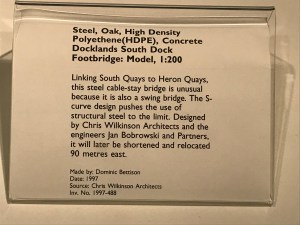 Steel, Oak, High Density
Polyethene(HDPE), Concrete
Docklands South Dock
Footbridge: Model, 1:200
Linking South Quays to Heron Quays,
this steel cable-stay bridge is unusual
because it is also a swing bridge. The S-
curve design pushes the use of
structural steel to the limit. Designed
by Chris Wilkinson Architects and the
engineers Jan Bobrowski and Partners,
it will later be shortened and relocated
90 metres east.
Made by: Dominic Bettison
Date: 1997
Source: Chris Wilkinson Architects
Inv. No. 1997-488